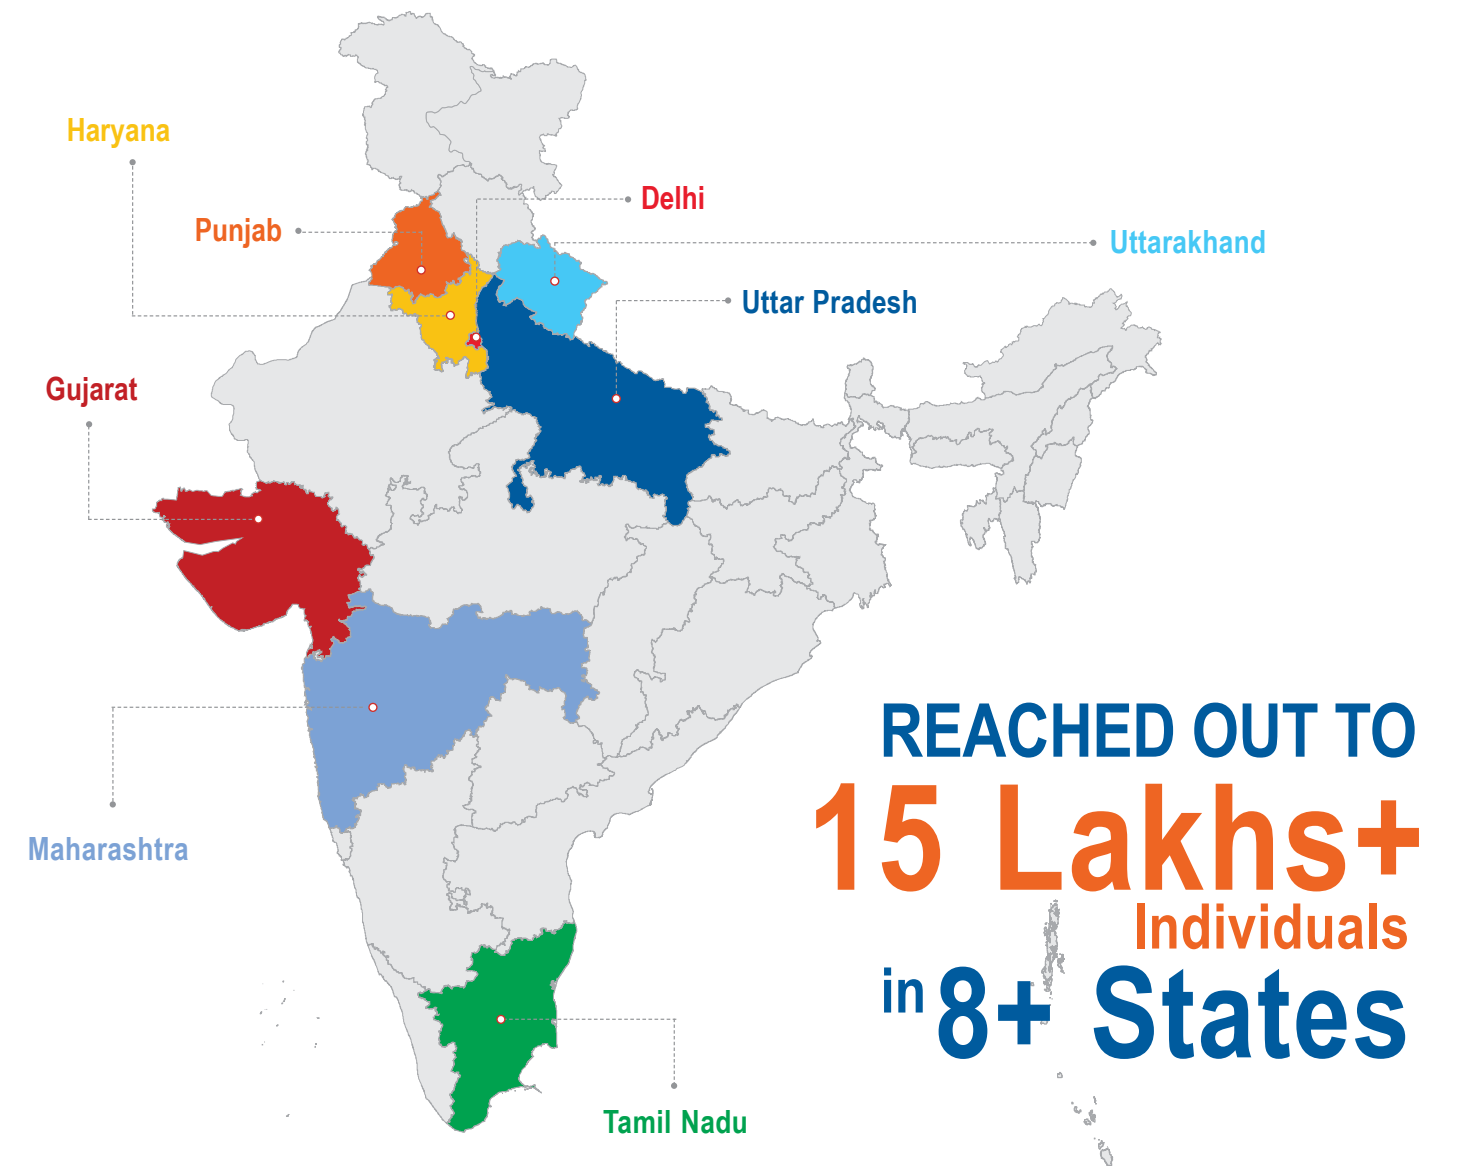 Haryana
Delhi
Punjab
Uttarakhand
Uttar Pradesh
Gujarat
REACHED OUT TO
15 Lakhs+
Maharashtra
Individuals
in 8+ States
Tamil Nadu